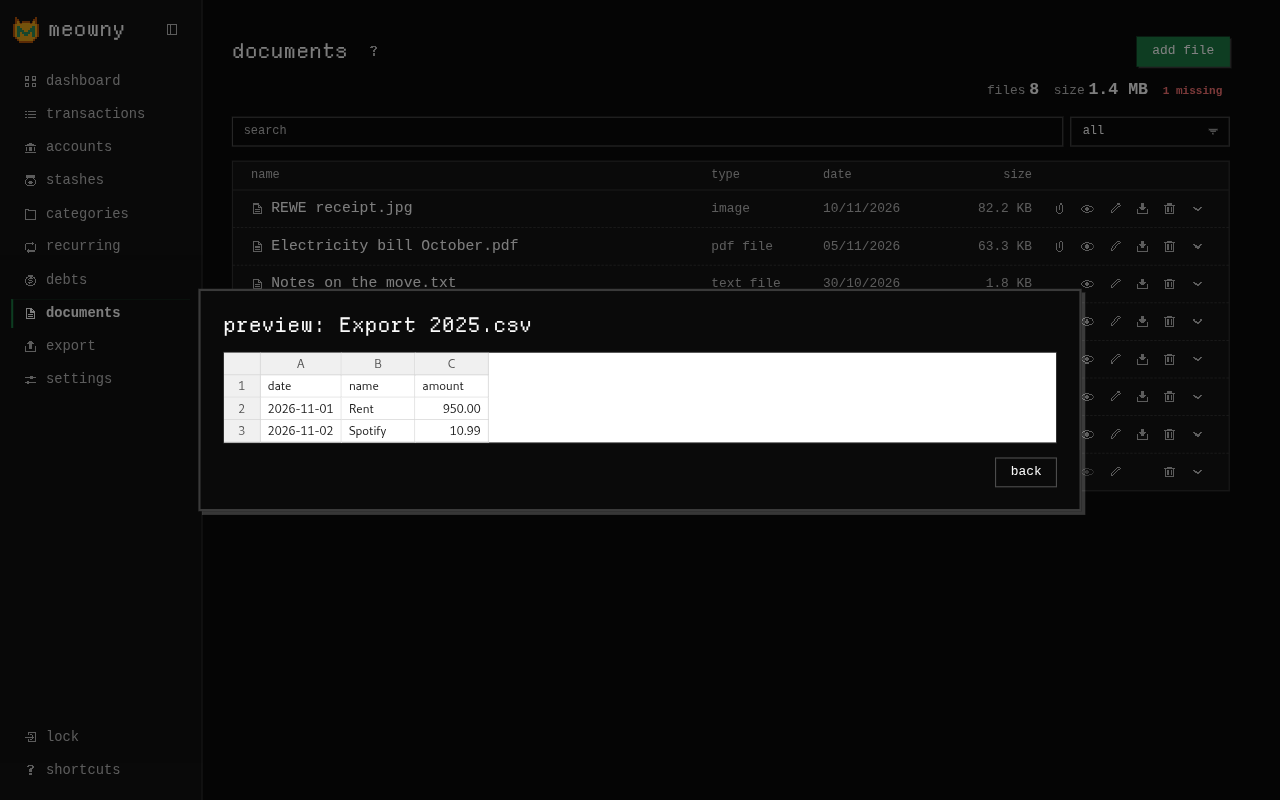 meowny
dashboard
transactions
accounts
stashes
categories
recurring
debts
documents
export
settings
lock
? shortcuts
documents ?
add file
files 8 size 1.4 MB 1 missing
search
all
name type date size
REWE receipt.jpg image 10/11/2026 82.2 KB
Electricity bill October.pdf pdf file 05/11/2026 63.3 KB
Notes on the move.txt text file 30/10/2026 1.8 KB
preview: Export 2025.csv
A B C
1 date name amount
2 2026-11-01 Rent 950.00
3 2026-11-02 Spotify 10.99
back